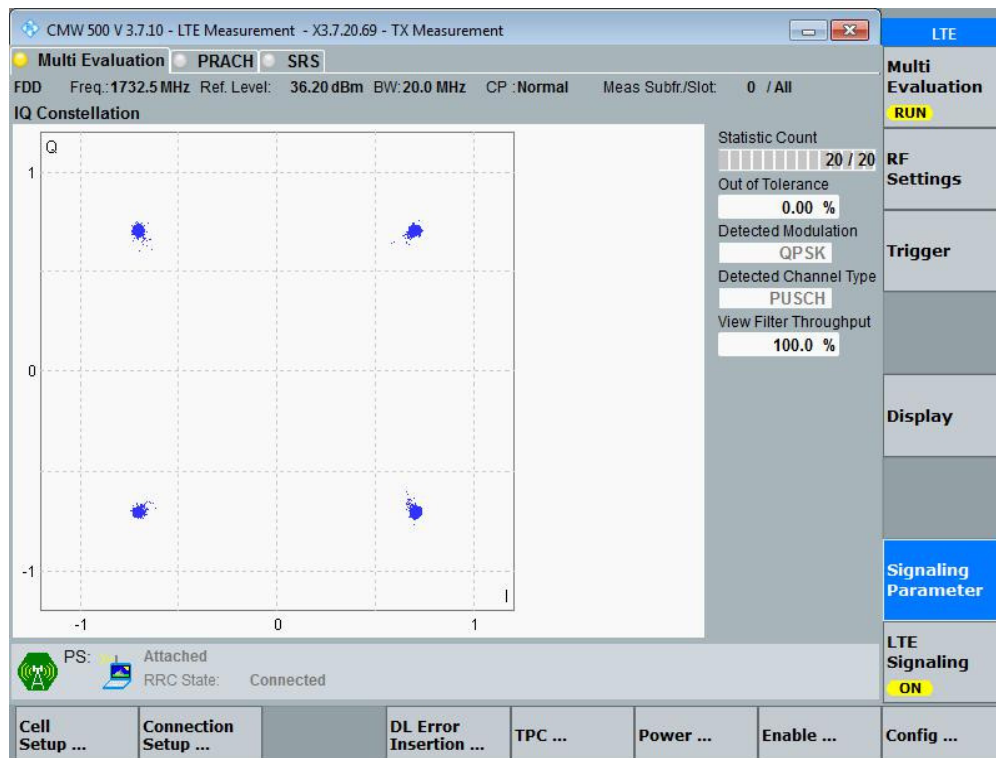 CMW 500 V 3.7.10 - LTE Measurement - X3.7.20.69 - TX Measurement
LTE
Multi Evaluation PRACH SRS
FDD Freq.:1732.5 MHz Ref. Level: 36.20 dBm BW:20.0 MHz CP :Normal Meas Subfr./Slot: 0 / All
IQ Constellation
Q
1
0
-1
-1 0 1
I
Statistic Count
20 / 20
Out of Tolerance
0.00 %
Detected Modulation
QPSK
Detected Channel Type
PUSCH
View Filter Throughput
100.0 %
Multi
Evaluation
RUN
RF
Settings
Trigger
Display
Signaling
Parameter
LTE
Signaling
ON
PS: Attached
RRC State: Connected
Cell
Setup ...
Connection
Setup ...
DL Error
Insertion ...
TPC ...
Power ...
Enable ...
Config ...